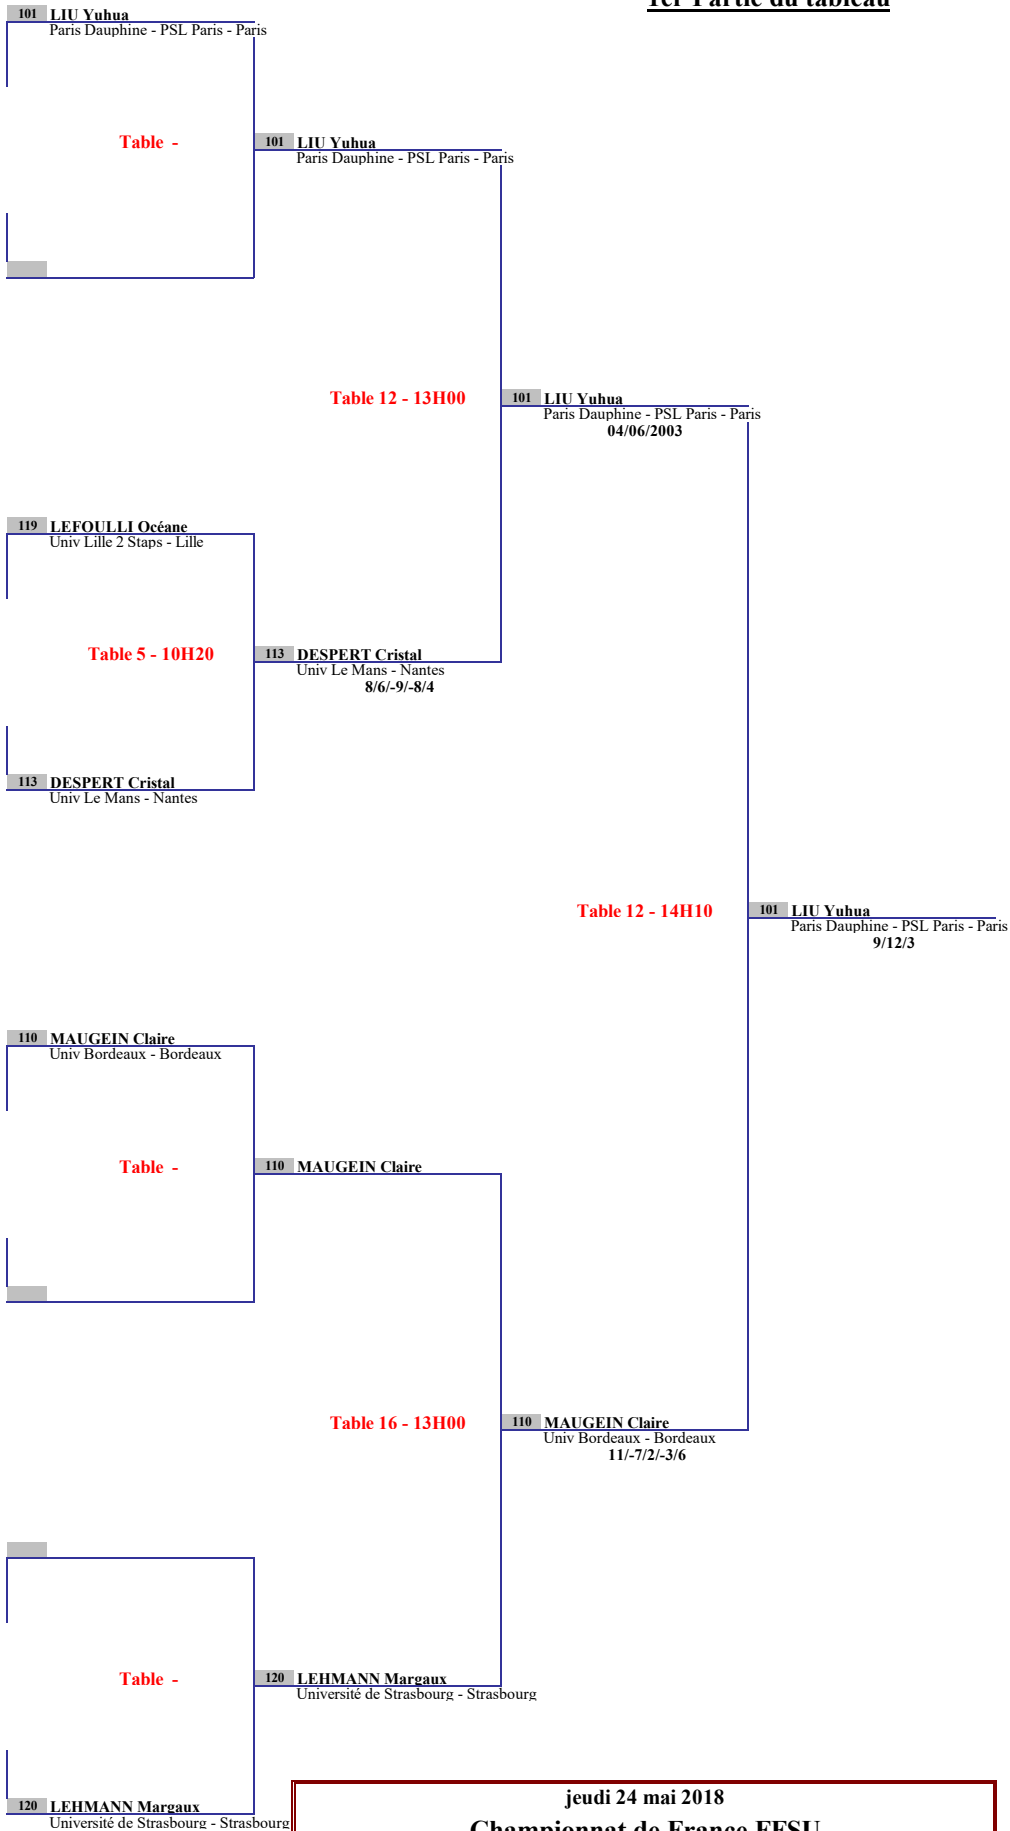 1er Partie du tableau
101 LIU Yuhua
Paris Dauphine - PSL Paris - Paris
Table -
101 LIU Yuhua
Paris Dauphine - PSL Paris - Paris
Table 12 - 13H00
101 LIU Yuhua
Paris Dauphine - PSL Paris - Paris
04/06/2003
119 LEFOULLI Océane
Univ Lille 2 Staps - Lille
Table 5 - 10H20
113 DESPERT Cristal
Univ Le Mans - Nantes
8/6/-9/-8/4
113 DESPERT Cristal
Univ Le Mans - Nantes
Table 12 - 14H10
101 LIU Yuhua
Paris Dauphine - PSL Paris - Paris
9/12/3
110 MAUGEIN Claire
Univ Bordeaux - Bordeaux
Table -
110 MAUGEIN Claire
Table 16 - 13H00
110 MAUGEIN Claire
Univ Bordeaux - Bordeaux
11/-7/2/-3/6
Table -
120 LEHMANN Margaux
Université de Strasbourg - Strasbourg
120 LEHMANN Margaux
Université de Strasbourg - Strasbourg
jeudi 24 mai 2018
Championnat de France FFSU